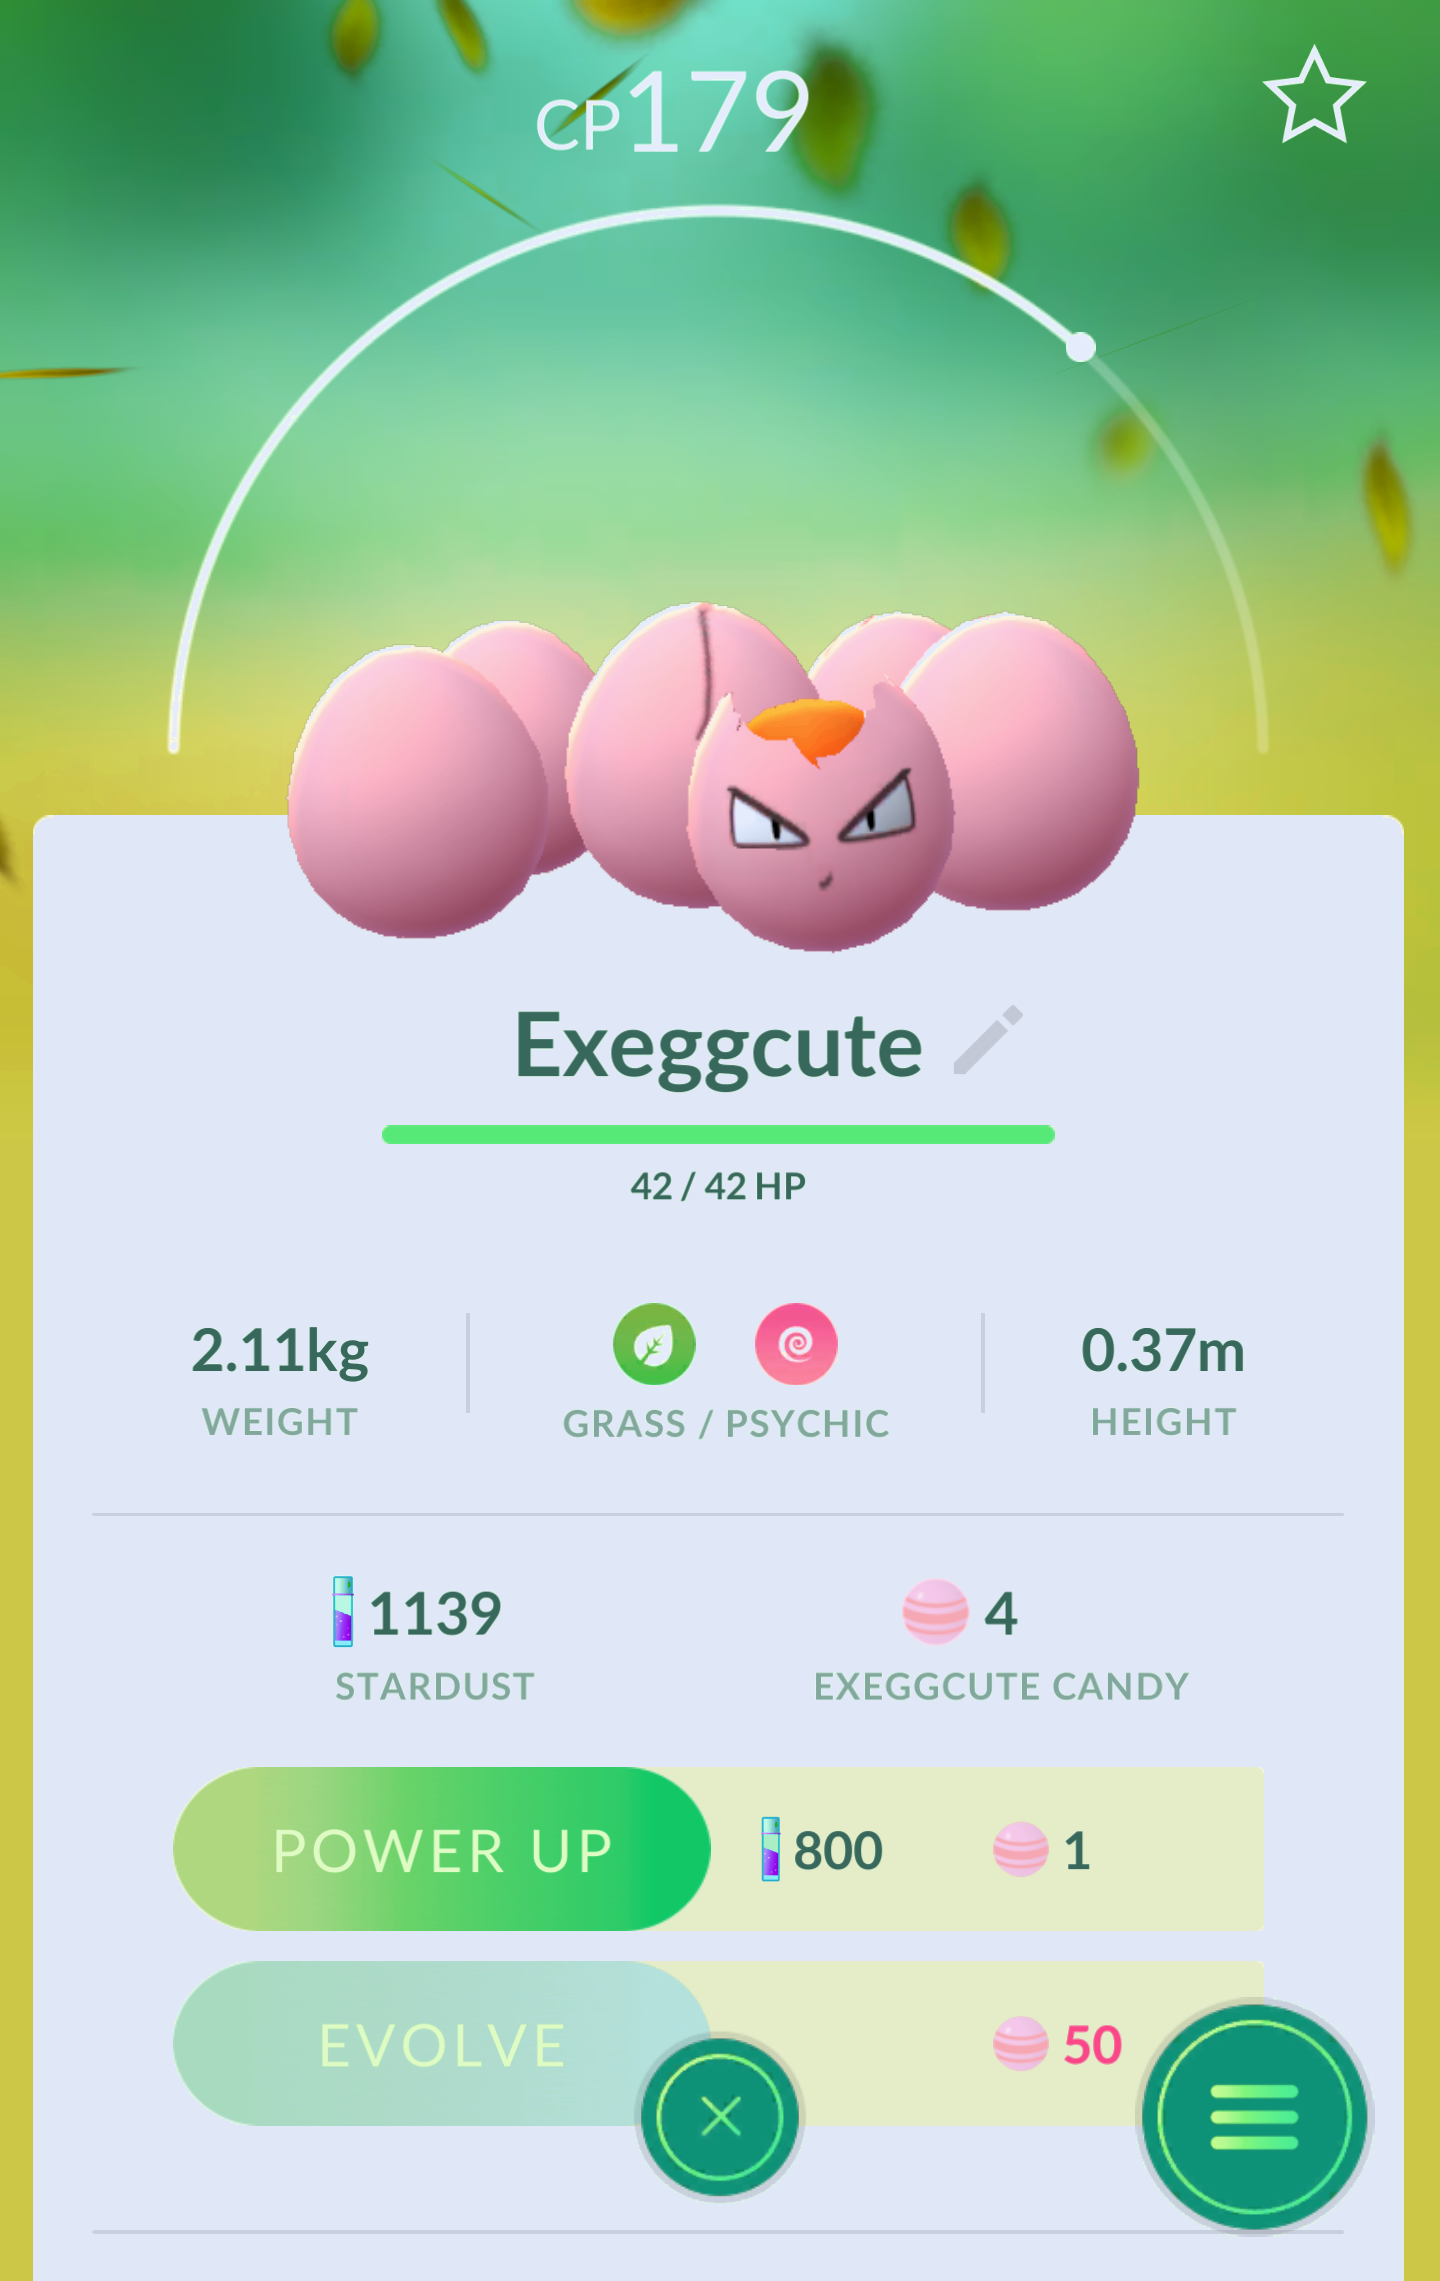 CP179
Exeggcute
42 / 42 HP
2.11kg
WEIGHT
GRASS / PSYCHIC
0.37m
HEIGHT
1139
STARDUST
4
EXEGGCUTE CANDY
POWER UP 800 1
EVOLVE 50